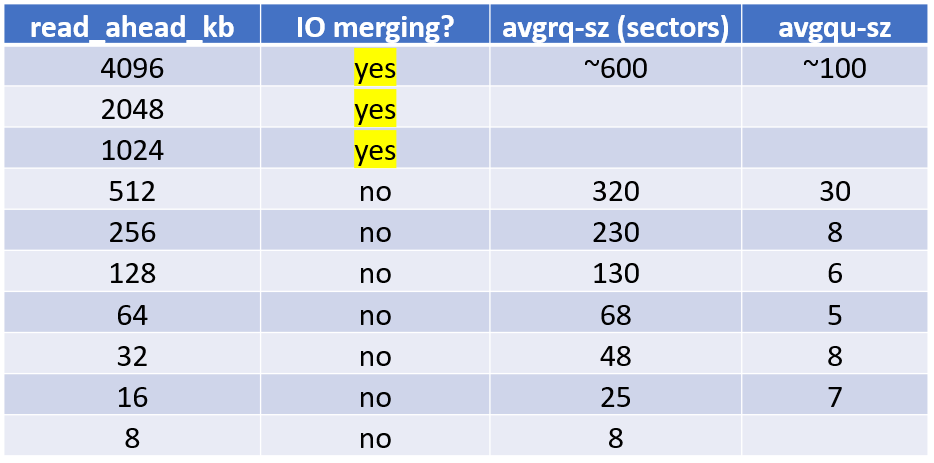 read_ahead_kb IO merging? avgrq-sz (sectors) avgqu-sz
4096 yes ~600 ~100
2048 yes
1024 yes
512 no 320 30
256 no 230 8
128 no 130 6
64 no 68 5
32 no 48 8
16 no 25 7
8 no 8